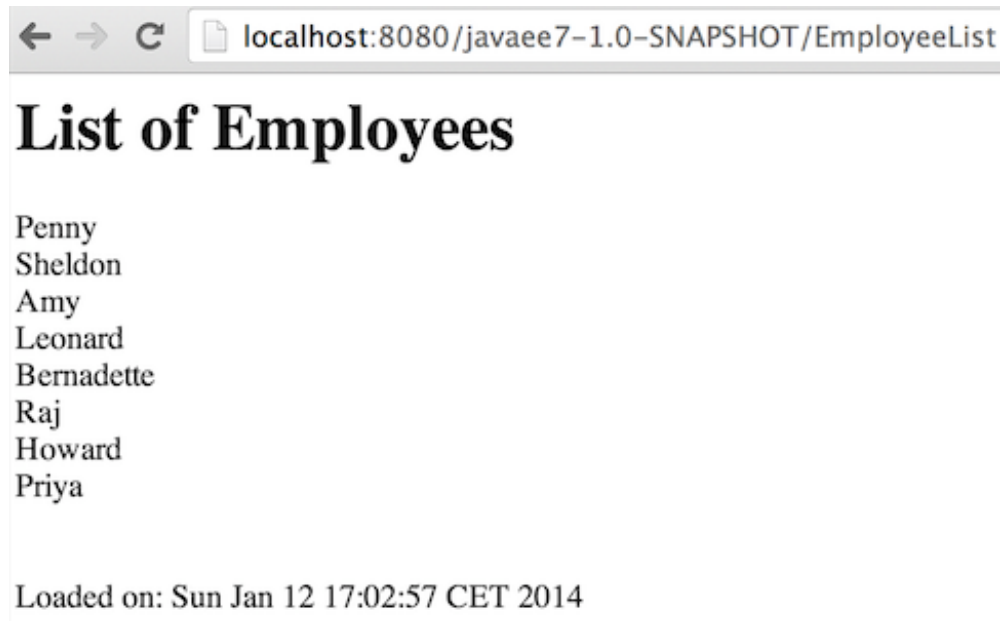 localhost:8080/javaee7-1.0-SNAPSHOT/EmployeeList
List of Employees
Penny
Sheldon
Amy
Leonard
Bernadette
Raj
Howard
Priya
Loaded on: Sun Jan 12 17:02:57 CET 2014